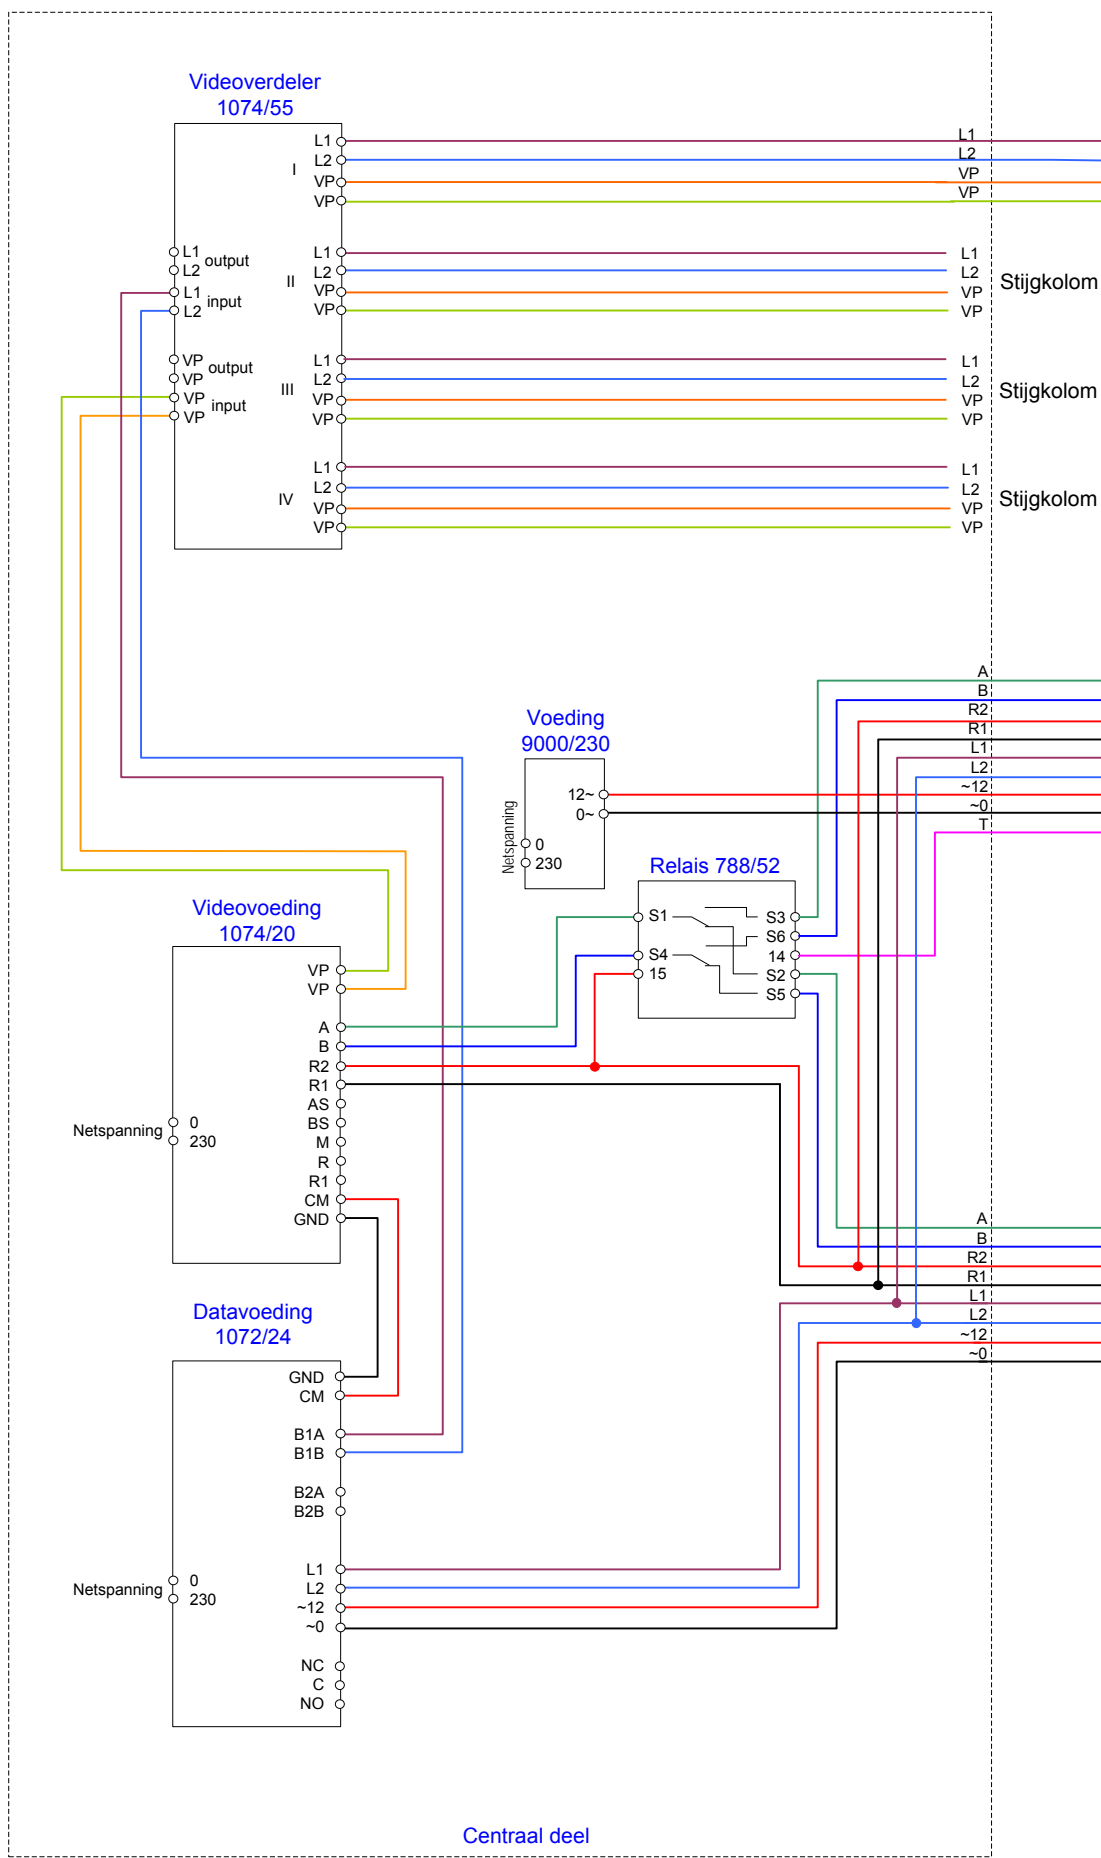 Videoverdeler
1074/55
L1
L2
I
VP
VP
L1
L2
VP
VP
L1
output
L2
L1
input
L2
VP
output
VP
VP
input
VP
L1
L2
II
VP
VP
L1
L2
VP
VP
Stijgkolom
L1
L2
III
VP
VP
L1
L2
VP
VP
Stijgkolom
L1
L2
IV
VP
VP
L1
L2
VP
VP
Stijgkolom
A
B
R2
R1
L1
L2
~12
~0
T
Voeding
9000/230
12~
0~
Netspanning
0
230
Relais 788/52
S1
S4
15
S3
S6
14
S2
S5
Videovoeding
1074/20
VP
VP
A
B
R2
R1
AS
BS
M
R
R1
CM
GND
Netspanning
0
230
A
B
R2
R1
L1
L2
~12
~0
Datavoeding
1072/24
GND
CM
B1A
B1B
B2A
B2B
L1
L2
~12
~0
NC
C
NO
Netspanning
0
230
Centraal deel